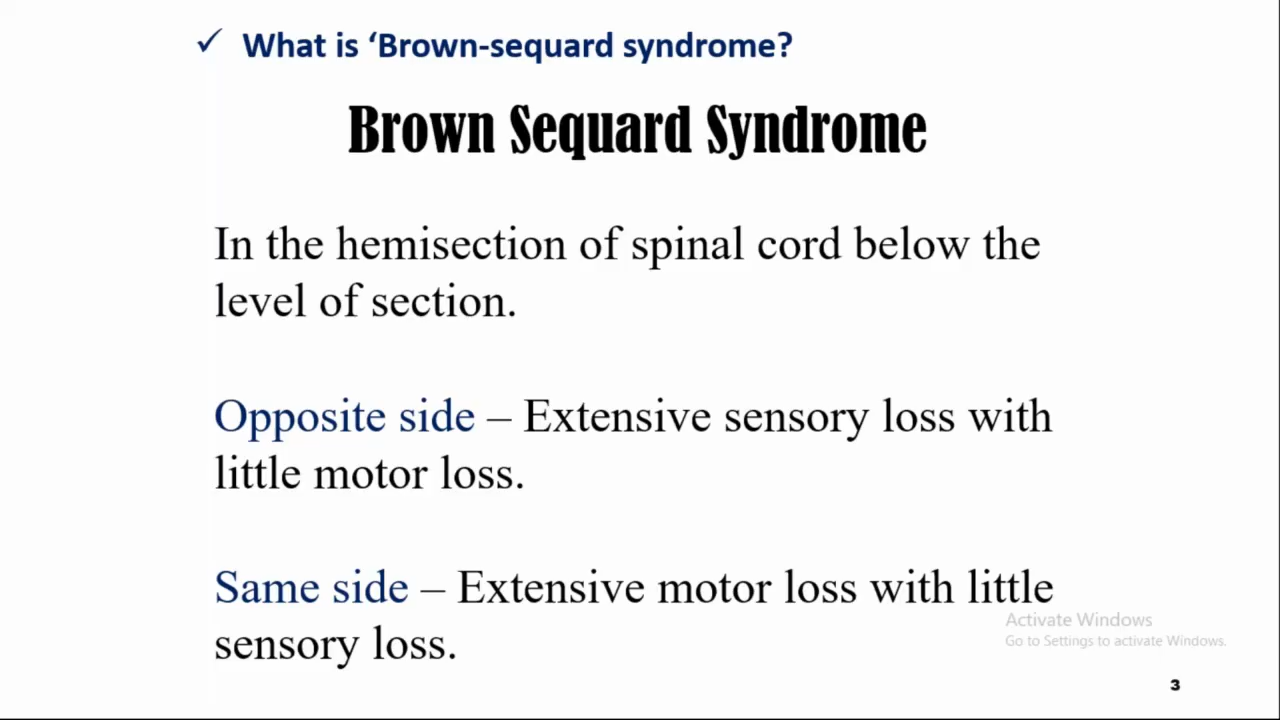 ✓ What is ‘Brown-sequard syndrome?
Brown Sequard Syndrome
In the hemisection of spinal cord below the
level of section.
Opposite side – Extensive sensory loss with
little motor loss.
Same side – Extensive motor loss with little
sensory loss.
Activate Windows
Go to Settings to activate Windows.
3